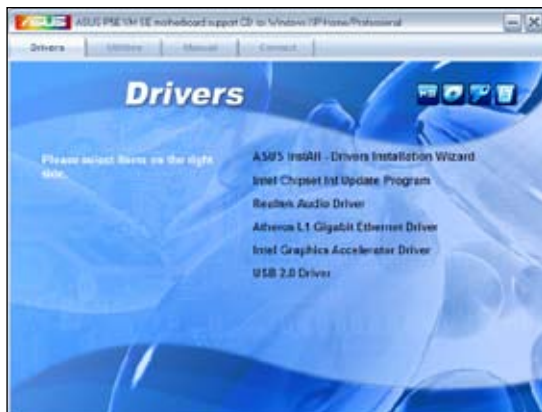 ASUS P5E-VM SE motherboard support CD for Windows XP Home/Professional
Drivers
Utilities
Manual
Contact
Drivers
Please select items on the right
side.
ASUS InstAll - Drivers Installation Wizard
Intel Chipset Inf Update Program
Realtek Audio Driver
Atheros L1 Gigabit Ethernet Driver
Intel Graphics Accelerator Driver
USB 2.0 Driver